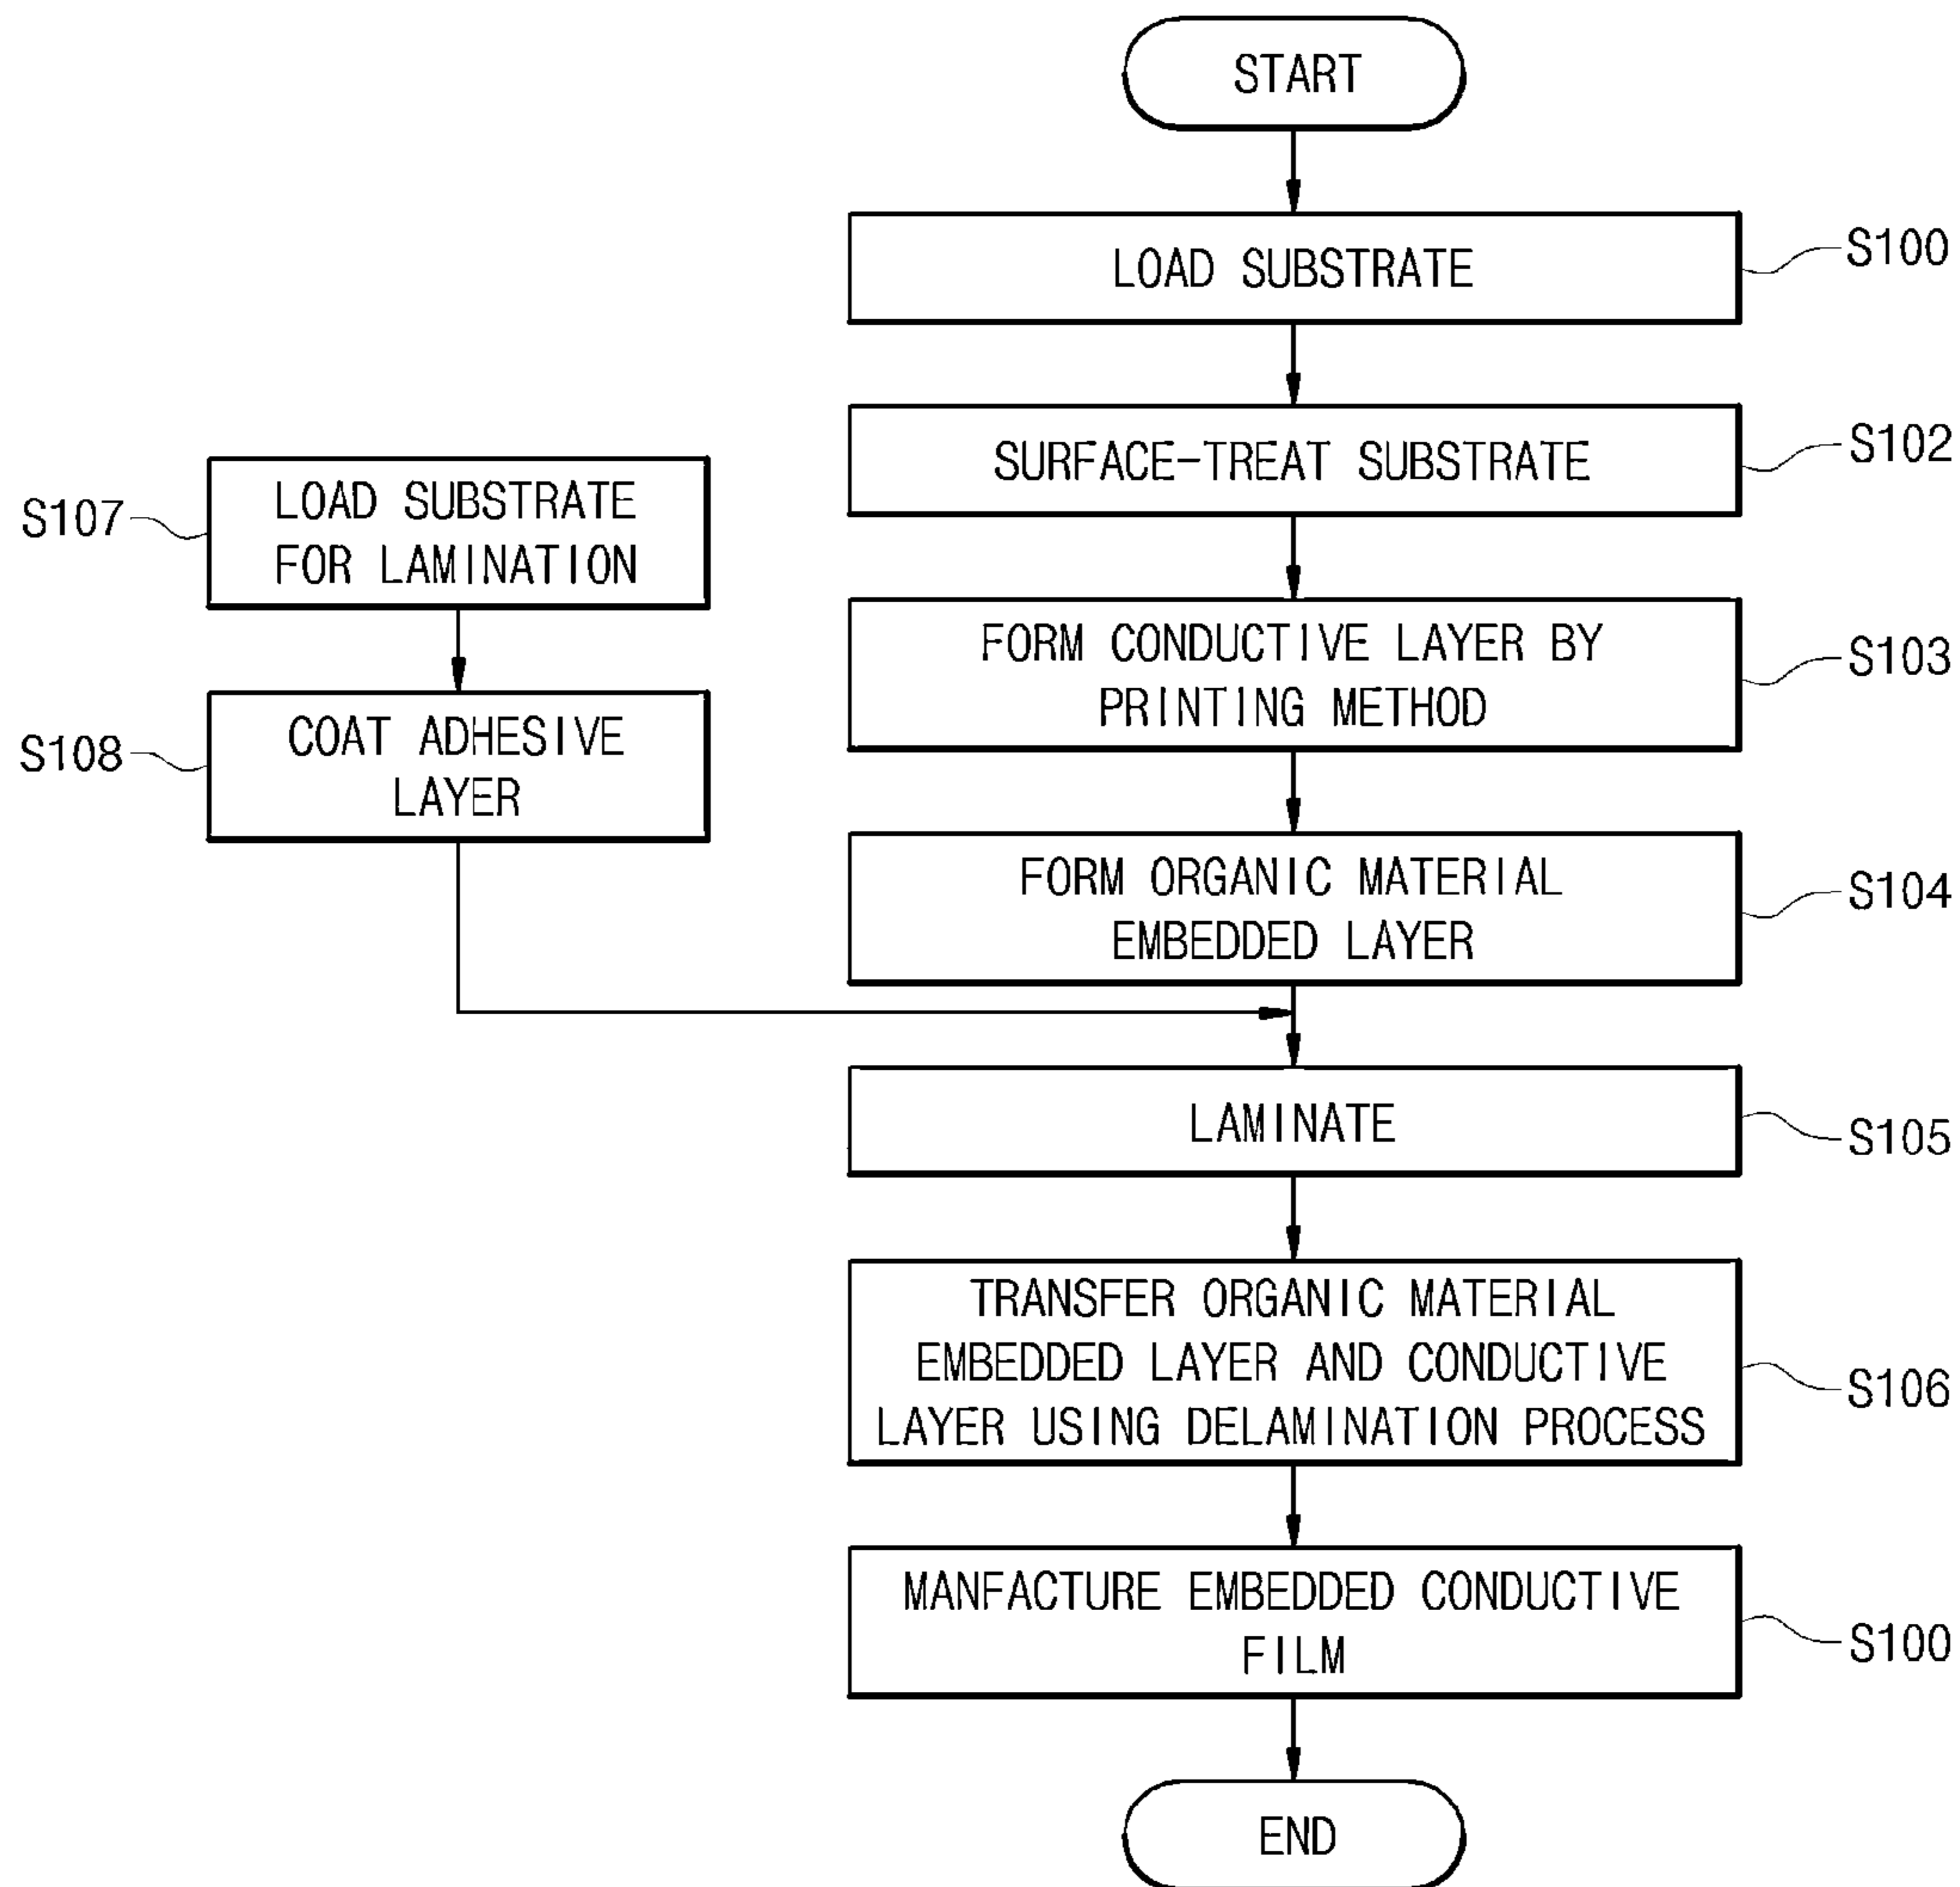 START
LOAD SUBSTRATE
S100
SURFACE-TREAT SUBSTRATE
S102
LOAD SUBSTRATE
FOR LAMINATION
S107
FORM CONDUCTIVE LAYER BY
PRINTING METHOD
S103
COAT ADHESIVE
LAYER
S108
FORM ORGANIC MATERIAL
EMBEDDED LAYER
S104
LAMINATE
S105
TRANSFER ORGANIC MATERIAL
EMBEDDED LAYER AND CONDUCTIVE
LAYER USING DELAMINATION PROCESS
S106
MANFACTURE EMBEDDED CONDUCTIVE
FILM
S100
END